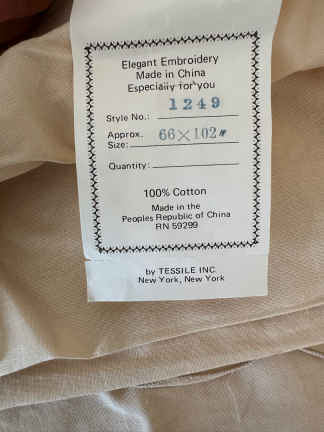 Elegant Embroidery
Made in China
Especially for you
1249
Style No.:
Approx. 66×102"
Size:
Quantity:
100% Cotton
Made in the
Peoples Republic of China
RN 59299
by TESSILE INC.
New York, New York